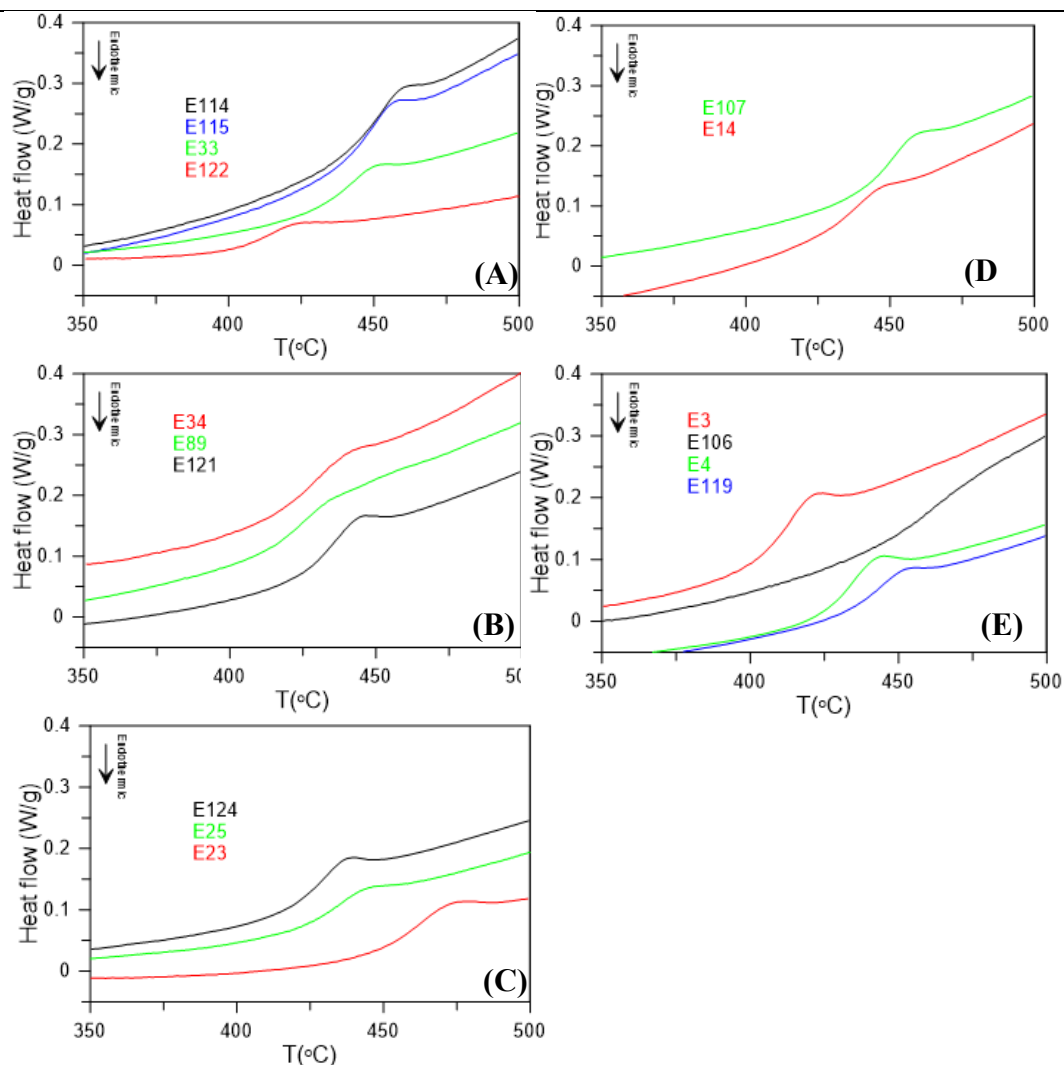 0.4
0.3
0.2
0.1
0
Heat flow (W/g)
Endothermic
E114
E115
E33
E122
(A)
350 400 450 500
T(°C)
0.4
0.3
0.2
0.1
0
Heat flow (W/g)
E107
E14
Endothermic
(D)
350 400 450 500
T(°C)
0.4
0.3
0.2
0.1
0
Heat flow (W/g)
Endothermic
E34
E89
E121
(B)
350 400 450 50
T(°C)
0.4
0.3
0.2
0.1
0
Heat flow (W/g)
Endothermic
E3
E106
E4
E119
(E)
350 400 450 500
T(°C)
0.4
0.3
0.2
0.1
0
Heat flow (W/g)
Endothermic
E124
E25
E23
(C)
350 400 450 500
T(°C)